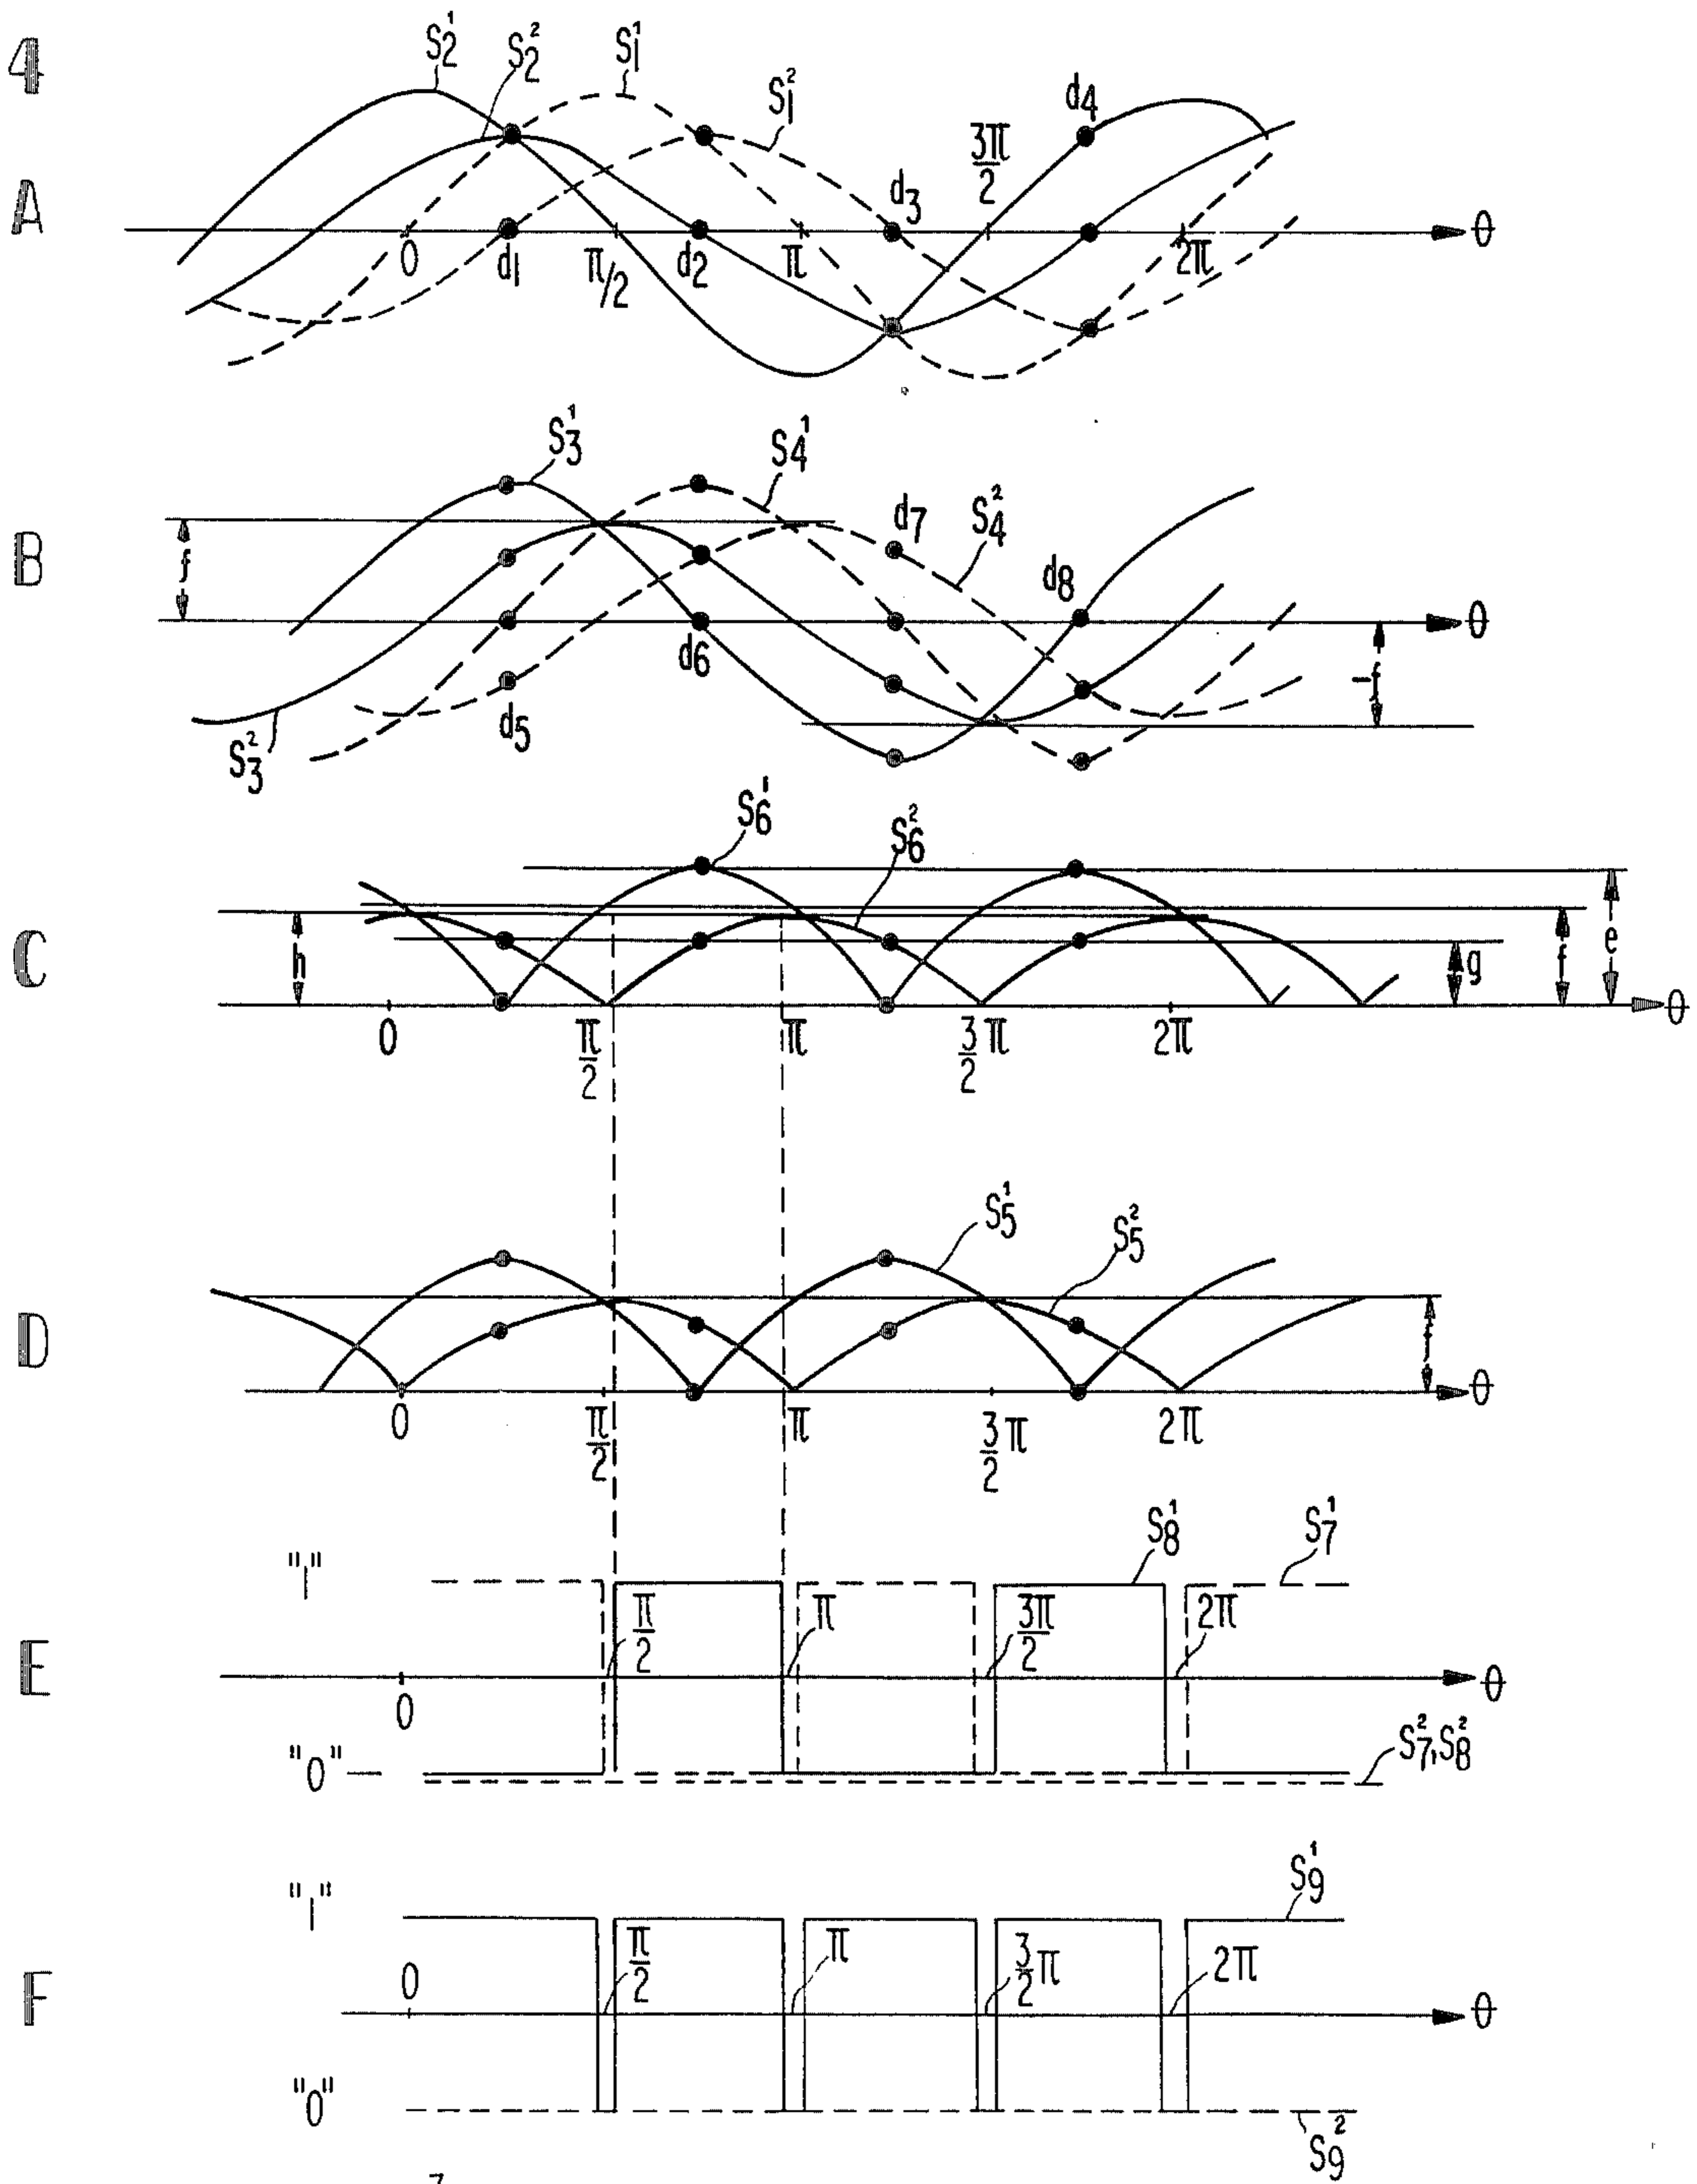 4
S₂¹ S₂² S₁¹ S₁² d₄
A
0 d₁ π/2 d₂ π d₃ 3π/2 2π θ
B
S₃¹ S₄¹ d₇ S₄² d₈
f θ
d₆ -f
S₃² d₅
C
S₆¹ S₆²
h g f e
0 π/2 π 3/2 π 2π θ
D
S₅¹ S₅²
f θ
0 π/2 π 3/2 π 2π
E
S₈¹ S₇¹
"1" π/2 π 3π/2 2π
0 θ
"0" S₇²,S₈²
F
S₉¹
"1" π/2 π 3/2 π 2π
0 θ
"0"
S₉²